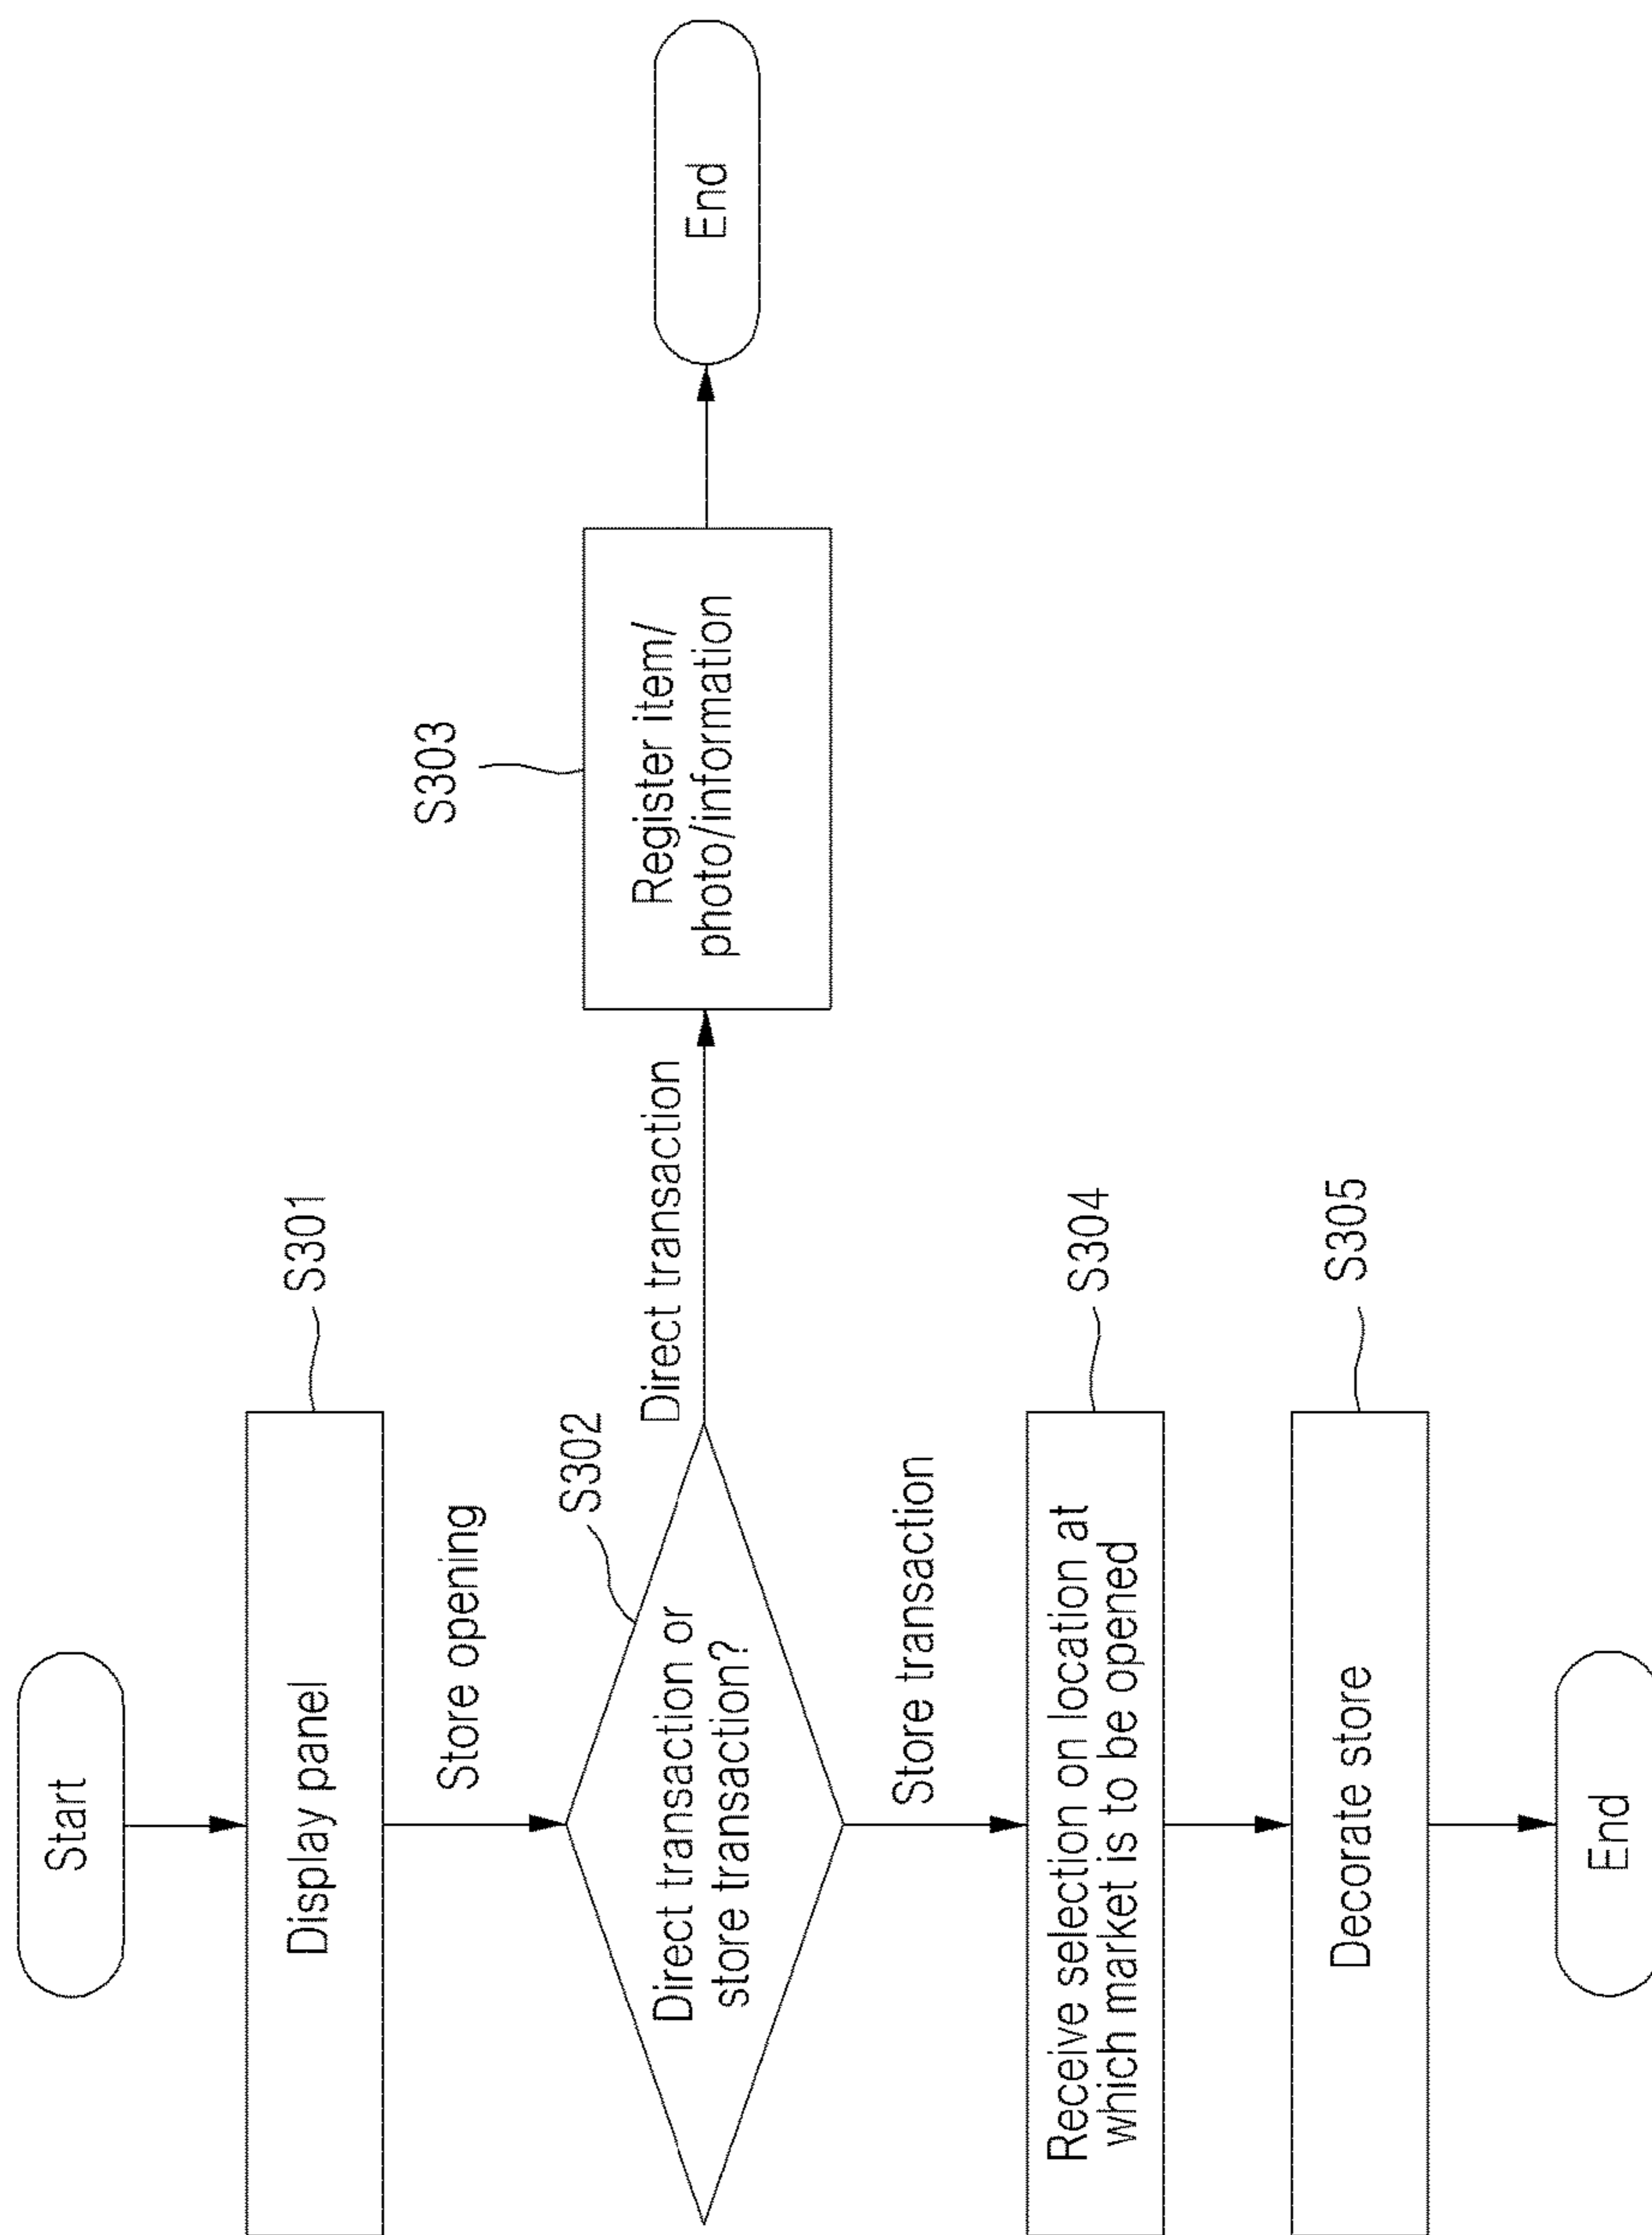 Start
Display panel
S301
Store opening
Direct transaction or
store transaction?
S302
Direct transaction
Register item/
photo/information
S303
End
Store transaction
Receive selection on location at
which market is to be opened
S304
Decorate store
S305
End